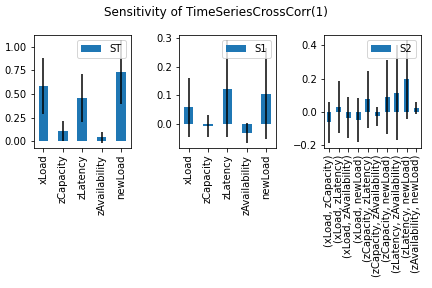 Sensitivity of TimeSeriesCrossCorr(1)
ST
1.00
0.75
0.50
0.25
0.00
xLoad
zCapacity
zLatency
zAvailability
newLoad
S1
0.3
0.2
0.1
0.0
xLoad
zCapacity
zLatency
zAvailability
newLoad
S2
0.4
0.2
0.0
−0.2
(xLoad, zCapacity)
(xLoad, zLatency)
(xLoad, zAvailability)
(xLoad, newLoad)
(zCapacity, zLatency)
(zCapacity, zAvailability)
(zCapacity, newLoad)
(zLatency, zAvailability)
(zLatency, newLoad)
(zAvailability, newLoad)